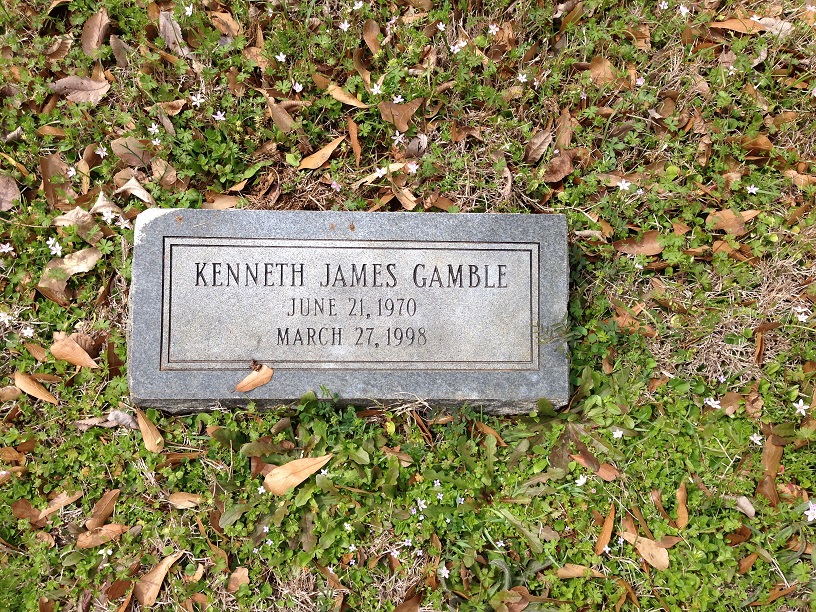 KENNETH JAMES GAMBLE
JUNE 21, 1970
MARCH 27, 1998